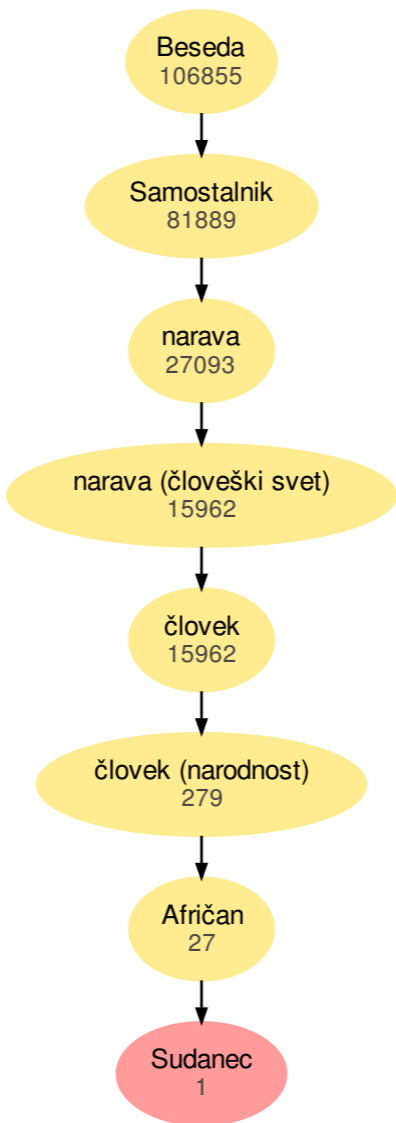 Beseda
106855
Samostalnik
81889
narava
27093
narava (človeški svet)
15962
človek
15962
človek (narodnost)
279
Afričan
27
Sudanec
1